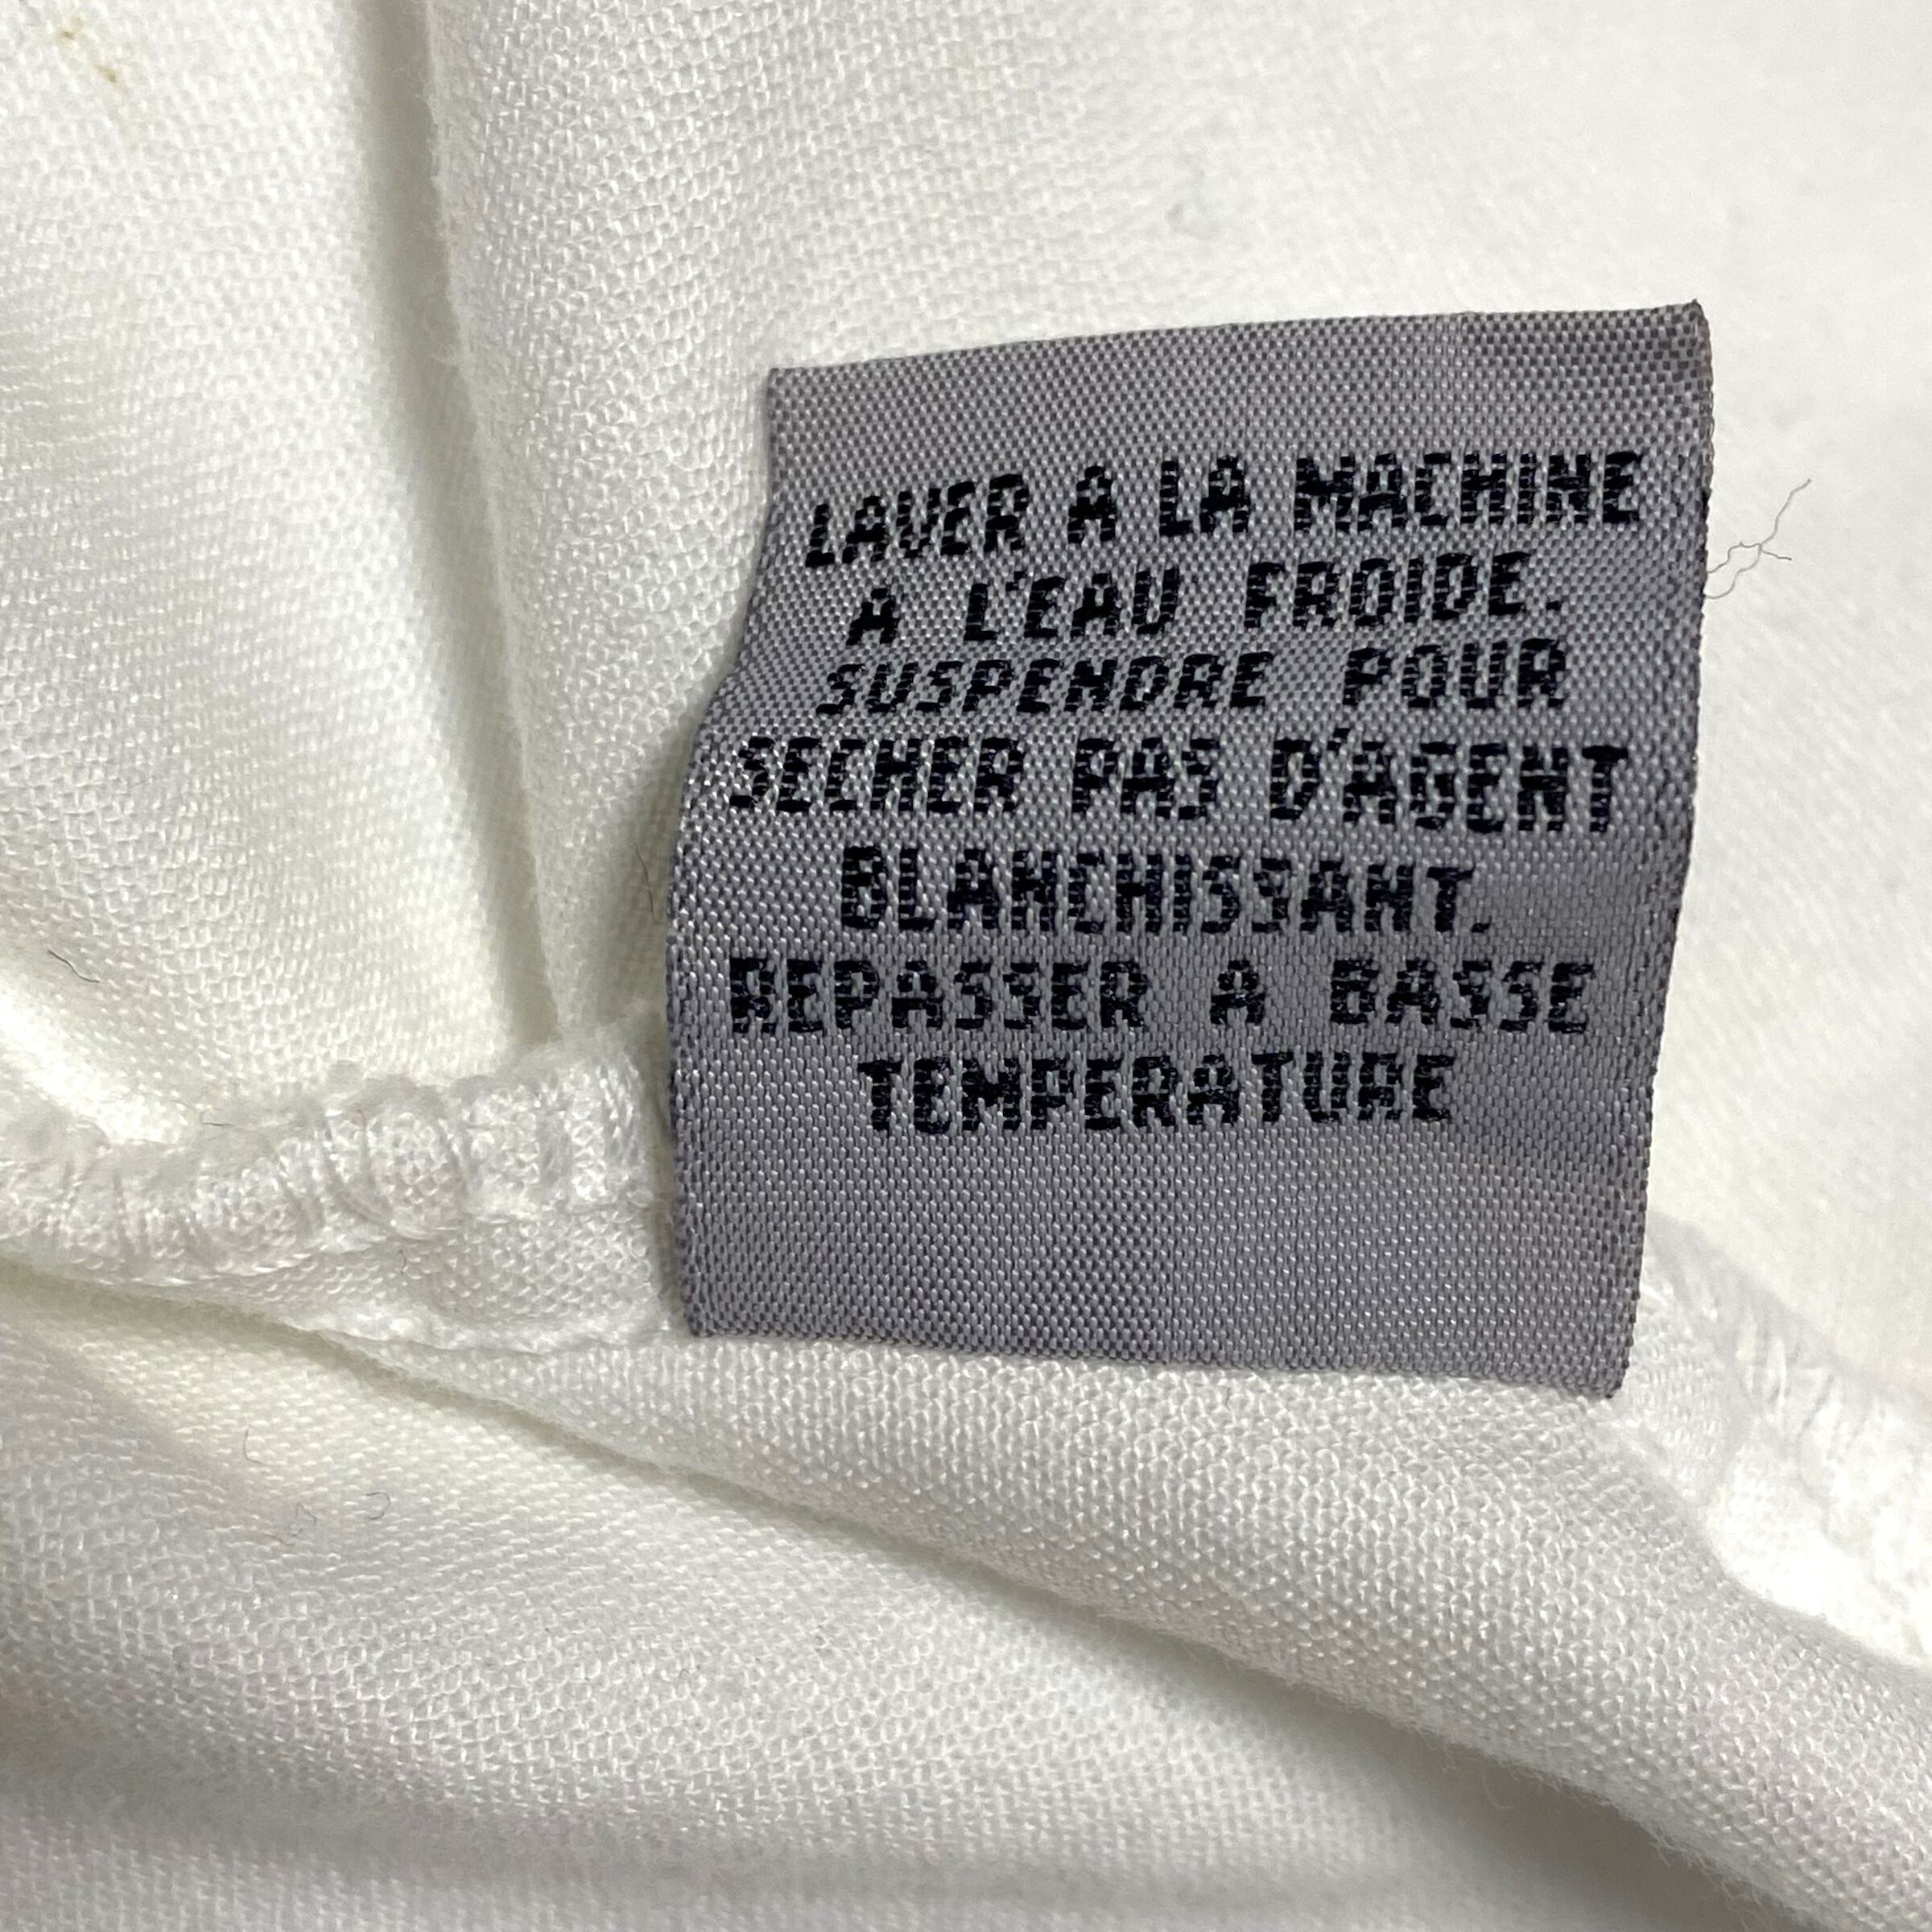 LAVER A LA MACHINE
A L'EAU FROIDE.
SUSPENDRE POUR
SECHER PAS D'AGENT
BLANCHISSANT.
REPASSER A BASSE
TEMPERATURE